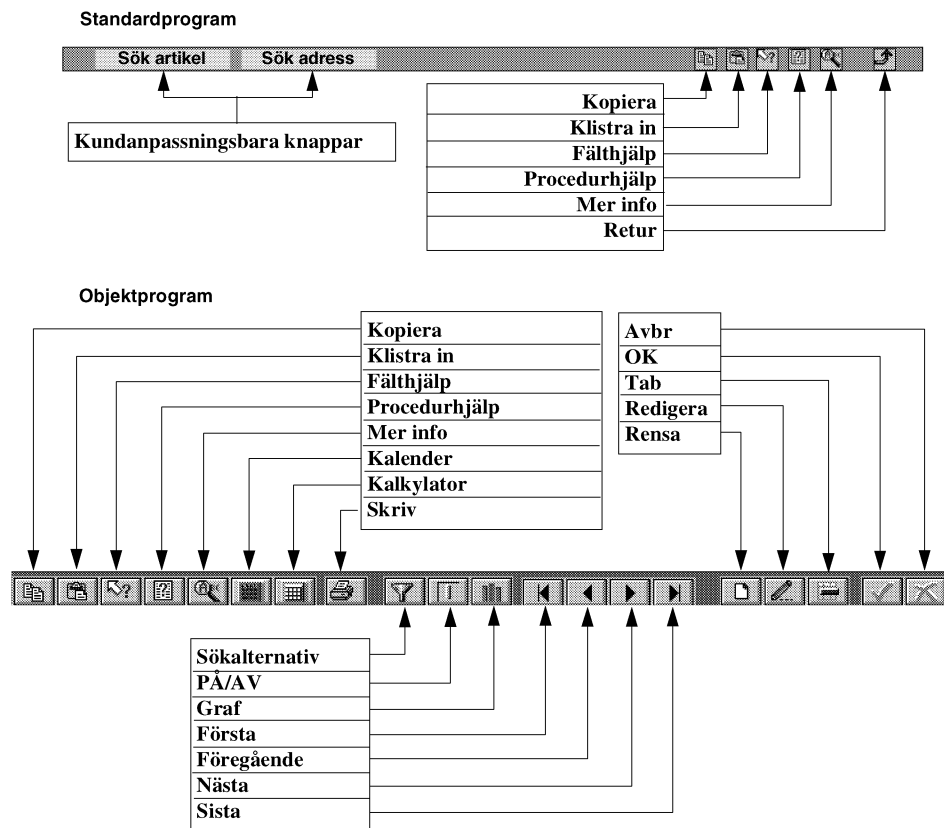 Standardprogram
Sök artikel
Sök adress
Kundanpassningsbara knappar
Kopiera
Klistra in
Fälthjälp
Procedurhjälp
Mer info
Retur
Objektprogram
Kopiera
Klistra in
Fälthjälp
Procedurhjälp
Mer info
Kalender
Kalkylator
Skriv
Avbr
OK
Tab
Redigera
Rensa
Sökalternativ
PÅ/AV
Graf
Första
Föregående
Nästa
Sista